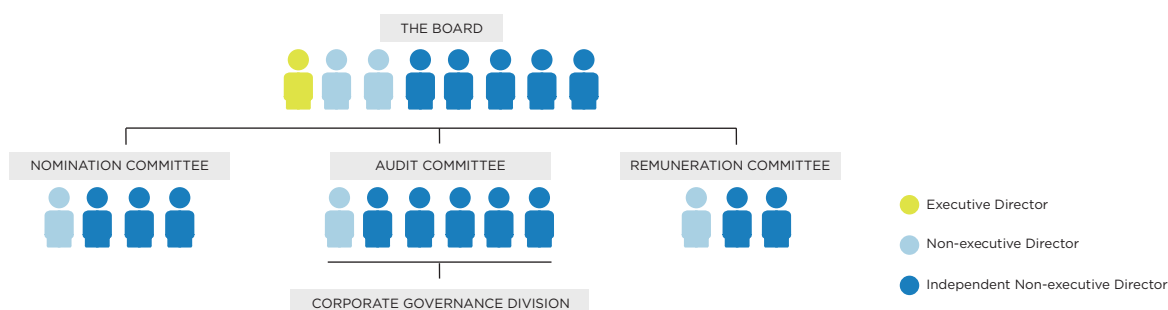 THE BOARD
NOMINATION COMMITTEE
AUDIT COMMITTEE
REMUNERATION COMMITTEE
CORPORATE GOVERNANCE DIVISION
Executive Director
Non-executive Director
Independent Non-executive Director